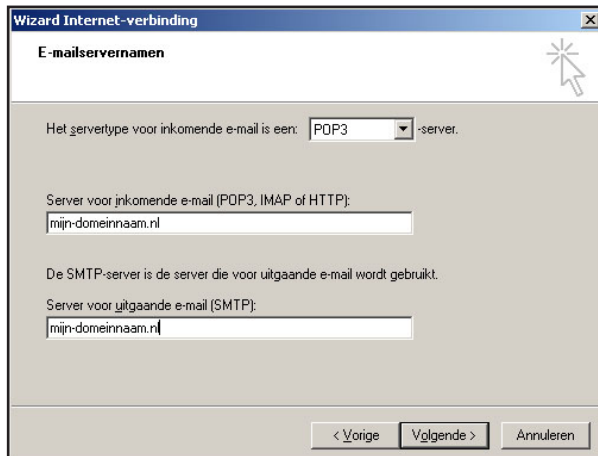 Wizard Internet-verbinding
E-mailservernamen
Het servertype voor inkomende e-mail is een: POP3 -server.
Server voor inkomende e-mail (POP3, IMAP of HTTP):
mijn-domeinnaam.nl
De SMTP-server is de server die voor uitgaande e-mail wordt gebruikt.
Server voor uitgaande e-mail (SMTP):
mijn-domeinnaam.nl
< Vorige Volgende > Annuleren